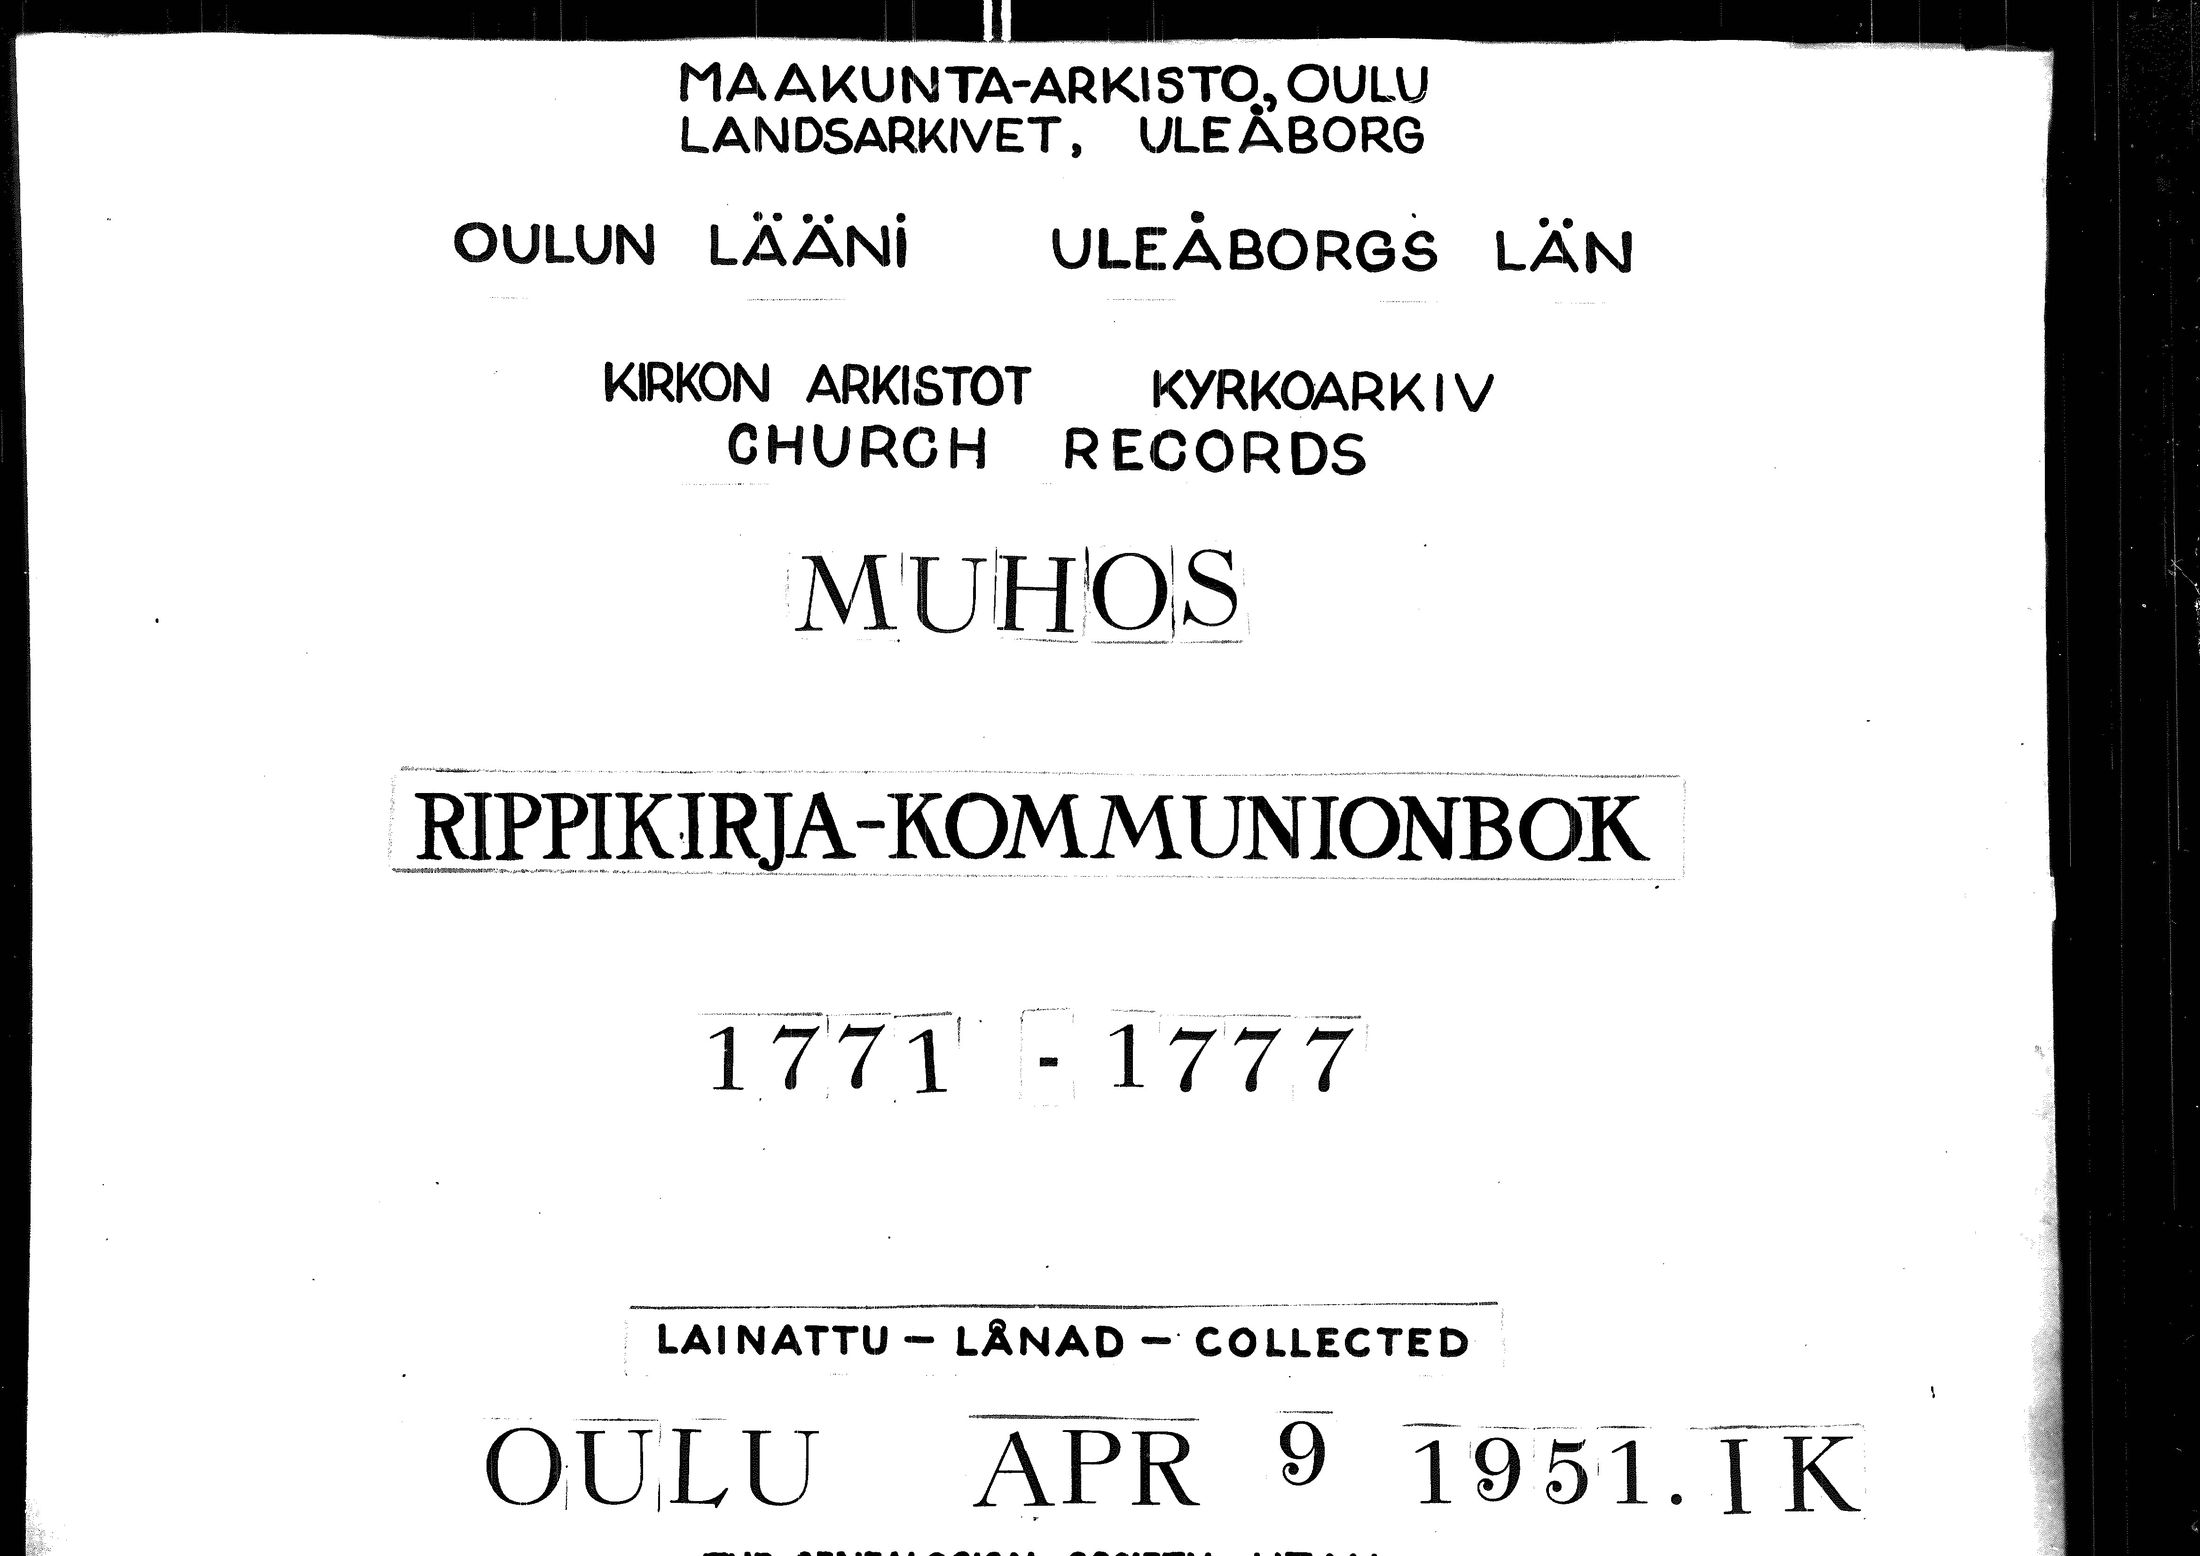 MAAKUNTA-ARKISTO, OULU
LANDSARKIVET, ULEÅBORG
OULUN LÄÄNI ULEÅBORGS LÄN
KIRKON ARKISTOT KYRKOARKIV
CHURCH RECORDS
MUHOS
RIPPIKIRJA-KOMMUNIONBOK
1771 - 1777
LAINATTU - LÅNAD - COLLECTED
OULU APR 9 1951. IK